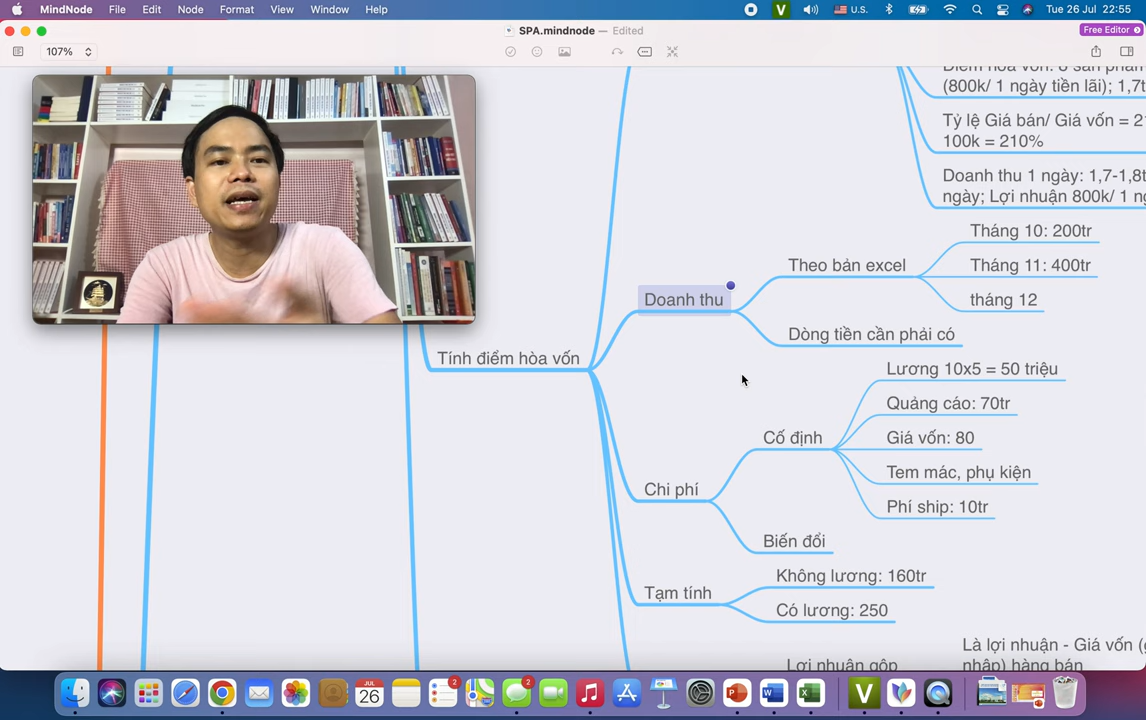 MindNode File Edit Node Format View Window Help
V U.S. Tue 26 Jul 22:55
SPA.mindnode — Edited
Free Editor
107%
(800k/ 1 ngày tiền lãi); 1,7t
Tỷ lệ Giá bán/ Giá vốn = 21
100k = 210%
Doanh thu 1 ngày: 1,7-1,8t
ngày; Lợi nhuận 800k/ 1 ng
Tháng 10: 200tr
Theo bản excel
Tháng 11: 400tr
Doanh thu
tháng 12
Dòng tiền cần phải có
Tính điểm hòa vốn
Lương 10x5 = 50 triệu
Quảng cáo: 70tr
Cố định
Giá vốn: 80
Tem mác, phụ kiện
Chi phí
Phí ship: 10tr
Biến đổi
Không lương: 160tr
Tạm tính
Có lương: 250
Là lợi nhuận - Giá vốn (g
Lợi nhuận gộp
nhập) hàng bán
JUL
26
2
2
V